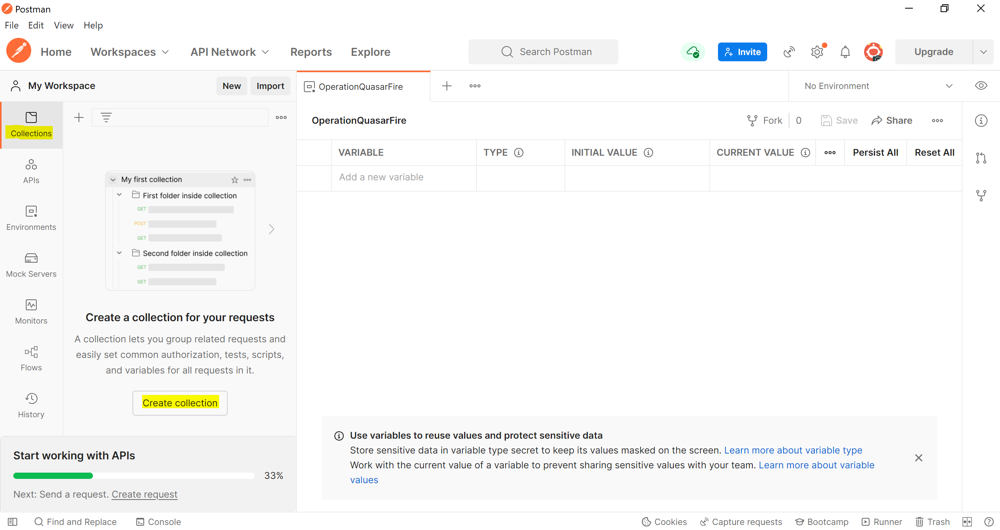 Postman
File Edit View Help
Home Workspaces API Network Reports Explore Search Postman Invite Upgrade
My Workspace New Import OperationQuasarFire No Environment
Collections
APIs
Environments
Mock Servers
Monitors
Flows
History
My first collection
First folder inside collection
GET
POST
GET
Second folder inside collection
GET
GET
Create a collection for your requests
A collection lets you group related requests and
easily set common authorization, tests, scripts,
and variables for all requests in it.
Create collection
Start working with APIs
33%
Next: Send a request. Create request
OperationQuasarFire Fork 0 Save Share
VARIABLE TYPE INITIAL VALUE CURRENT VALUE Persist All Reset All
Add a new variable
Use variables to reuse values and protect sensitive data
Store sensitive data in variable type secret to keep its values masked on the screen. Learn more about variable type
Work with the current value of a variable to prevent sharing sensitive values with your team. Learn more about variable
values
Find and Replace Console Cookies Capture requests Bootcamp Runner Trash